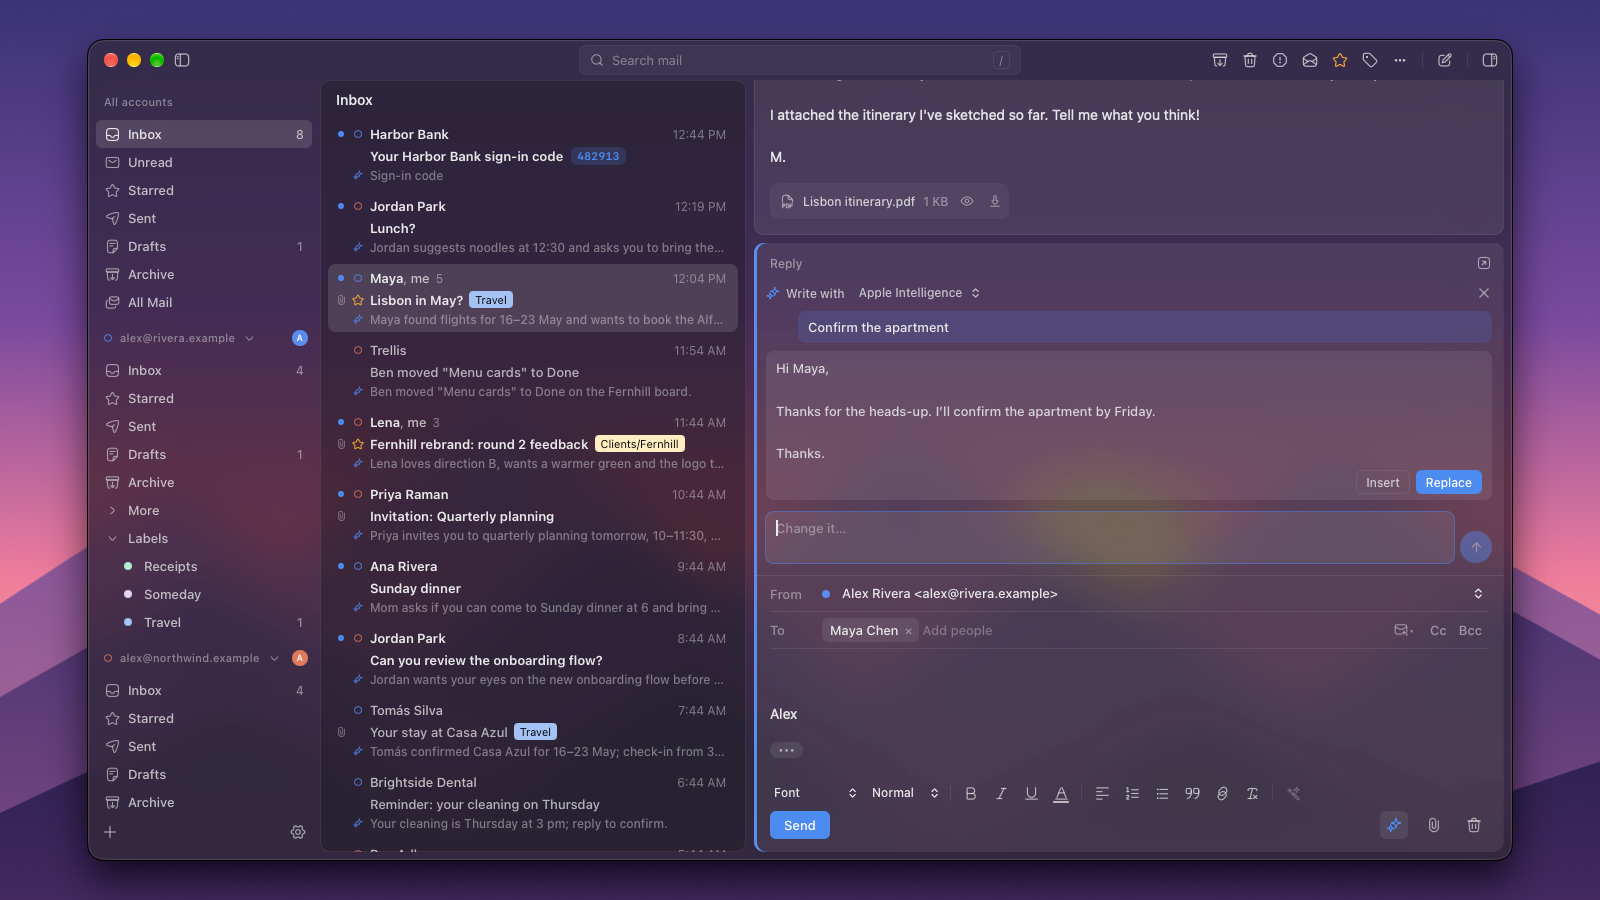 Search mail
/
All accounts
Inbox 8
Unread
Starred
Sent
Drafts 1
Archive
All Mail
alex@rivera.example A
Inbox 4
Starred
Sent
Drafts 1
Archive
More
Labels
Receipts
Someday
Travel 1
alex@northwind.example A
Inbox 4
Starred
Sent
Drafts
Archive
Inbox
Harbor Bank 12:44 PM
Your Harbor Bank sign-in code 482913
Sign-in code
Jordan Park 12:19 PM
Lunch?
Jordan suggests noodles at 12:30 and asks you to bring the...
Maya, me 5 12:04 PM
Lisbon in May? Travel
Maya found flights for 16–23 May and wants to book the Alf...
Trellis 11:54 AM
Ben moved "Menu cards" to Done
Ben moved "Menu cards" to Done on the Fernhill board.
Lena, me 3 11:44 AM
Fernhill rebrand: round 2 feedback Clients/Fernhill
Lena loves direction B, wants a warmer green and the logo t...
Priya Raman 10:44 AM
Invitation: Quarterly planning
Priya invites you to quarterly planning tomorrow, 10–11:30, ...
Ana Rivera 9:44 AM
Sunday dinner
Mom asks if you can come to Sunday dinner at 6 and bring ...
Jordan Park 8:44 AM
Can you review the onboarding flow?
Jordan wants your eyes on the new onboarding flow before ...
Tomás Silva 7:44 AM
Your stay at Casa Azul Travel
Tomás confirmed Casa Azul for 16–23 May; check-in from 3...
Brightside Dental 6:44 AM
Reminder: your cleaning on Thursday
Your cleaning is Thursday at 3 pm; reply to confirm.
I attached the itinerary I've sketched so far. Tell me what you think!
M.
PDF Lisbon itinerary.pdf 1 KB
Reply
Write with Apple Intelligence
Confirm the apartment
Hi Maya,
Thanks for the heads-up. I’ll confirm the apartment by Friday.
Thanks.
Insert Replace
Change it...
From Alex Rivera <alex@rivera.example>
To Maya Chen × Add people Cc Bcc
Alex
Font Normal B I U A
Send